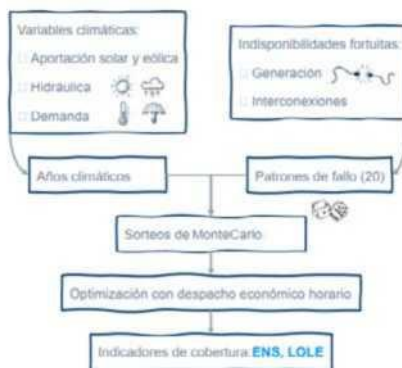 Variables climáticas:
Aportación solar y eólica
Hidráulica
Demanda
Indisponibilidades fortuitas:
Generación
Interconexiones
Años climáticos
Patrones de fallo (20)
Sorteos de MonteCarlo
Optimización con despacho económico horario
Indicadores de cobertura: ENS, LOLE